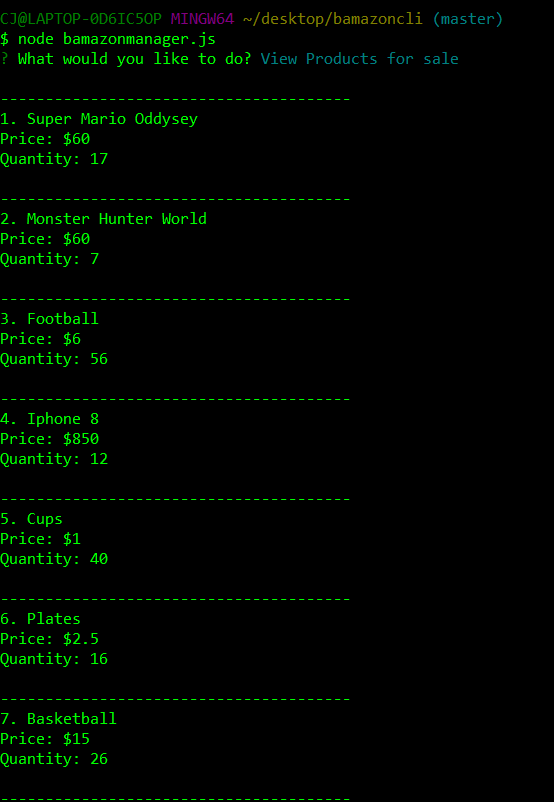 CJ@LAPTOP-0D6IC5OP MINGW64 ~/desktop/bamazoncli (master)
$ node bamazonmanager.js
? What would you like to do? View Products for sale
---------------------------------------
1. Super Mario Oddysey
Price: $60
Quantity: 17
---------------------------------------
2. Monster Hunter World
Price: $60
Quantity: 7
---------------------------------------
3. Football
Price: $6
Quantity: 56
---------------------------------------
4. Iphone 8
Price: $850
Quantity: 12
---------------------------------------
5. Cups
Price: $1
Quantity: 40
---------------------------------------
6. Plates
Price: $2.5
Quantity: 16
---------------------------------------
7. Basketball
Price: $15
Quantity: 26
---------------------------------------